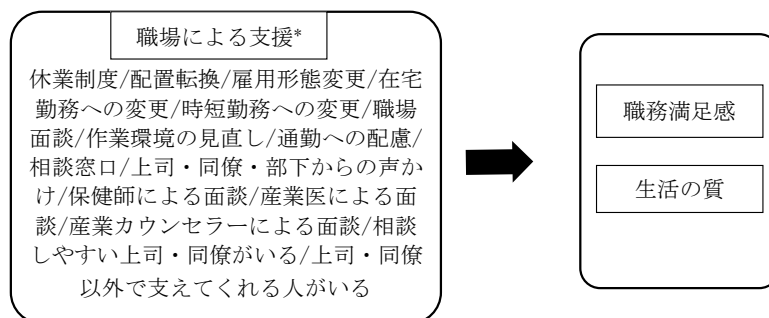 職場による支援*
休業制度/配置転換/雇用形態変更/在宅
勤務への変更/時短勤務への変更/職場
面談/作業環境の見直し/通勤への配慮/
相談窓口/上司・同僚・部下からの声か
け/保健師による面談/産業医による面
談/産業カウンセラーによる面談/相談
しやすい上司・同僚がいる/上司・同僚
以外で支えてくれる人がいる
職務満足感
生活の質